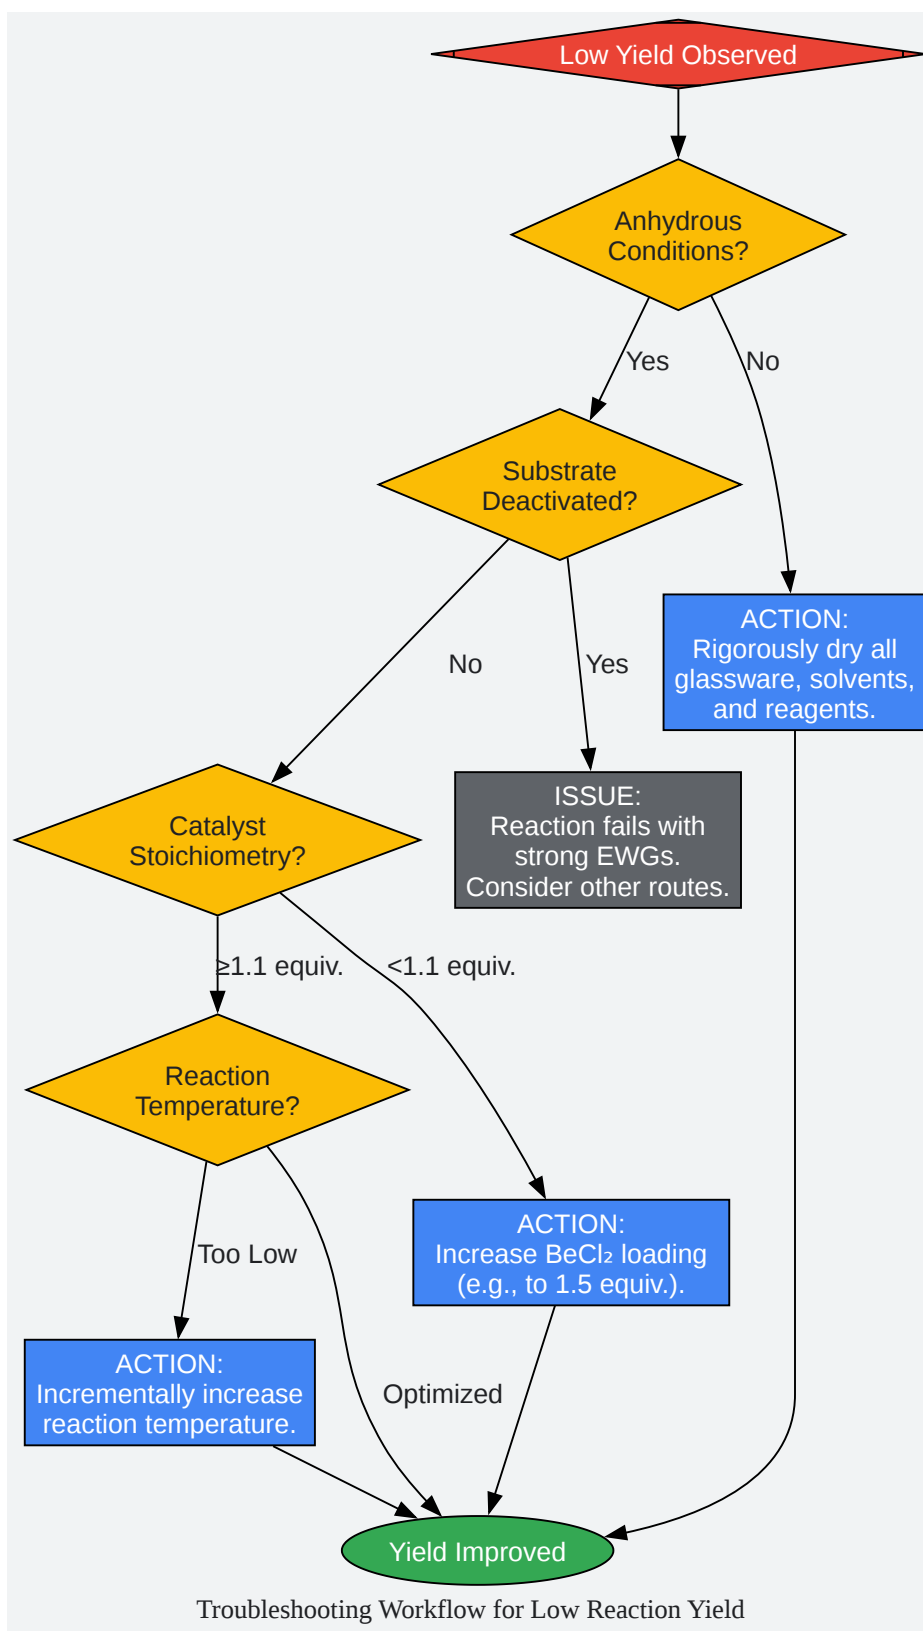 Low Yield Observed
Anhydrous
Conditions?
Yes
No
Substrate
Deactivated?
ACTION:
Rigorously dry all
glassware, solvents,
and reagents.
No
Yes
ISSUE:
Reaction fails with
strong EWGs.
Consider other routes.
Catalyst
Stoichiometry?
≥1.1 equiv.
<1.1 equiv.
Reaction
Temperature?
ACTION:
Increase BeCl₂ loading
(e.g., to 1.5 equiv.).
Too Low
ACTION:
Incrementally increase
reaction temperature.
Optimized
Yield Improved
Troubleshooting Workflow for Low Reaction Yield